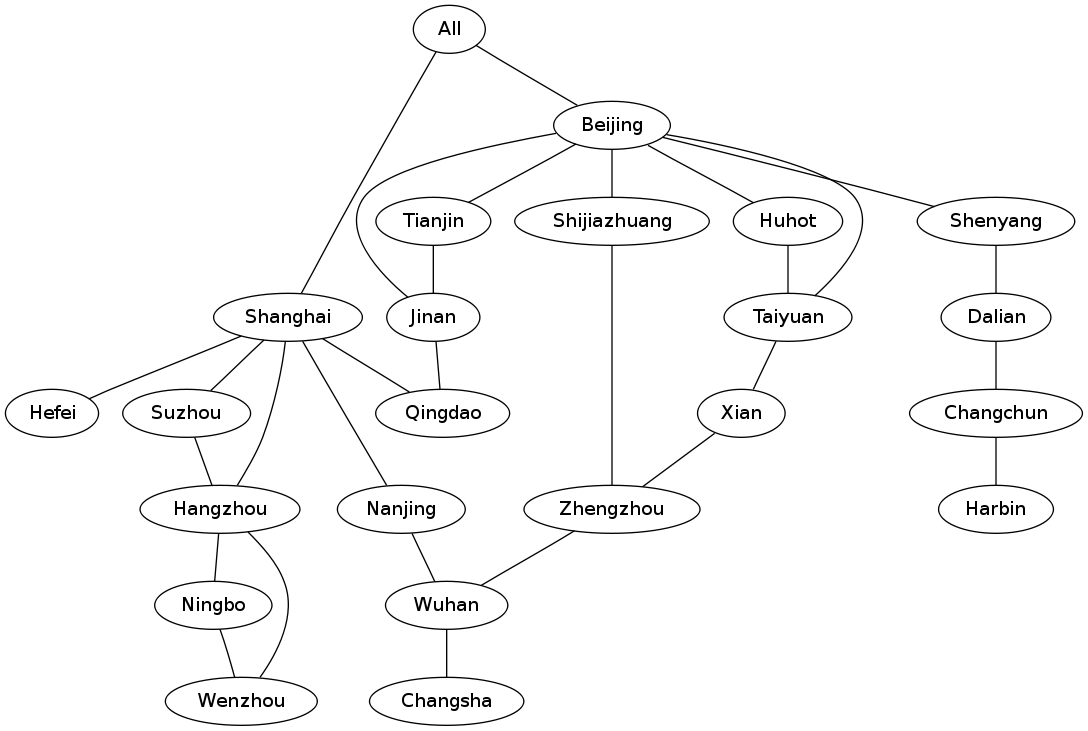 All
Beijing
Tianjin
Shijiazhuang
Huhot
Shenyang
Shanghai
Jinan
Taiyuan
Dalian
Hefei
Suzhou
Qingdao
Xian
Changchun
Hangzhou
Nanjing
Zhengzhou
Harbin
Ningbo
Wuhan
Wenzhou
Changsha